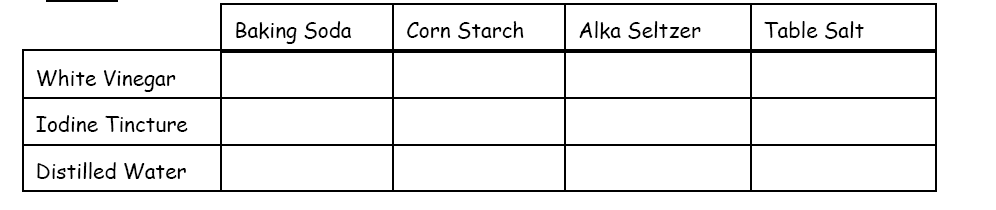 Baking Soda Corn Starch Alka Seltzer Table Salt
White Vinegar
Iodine Tincture
Distilled Water